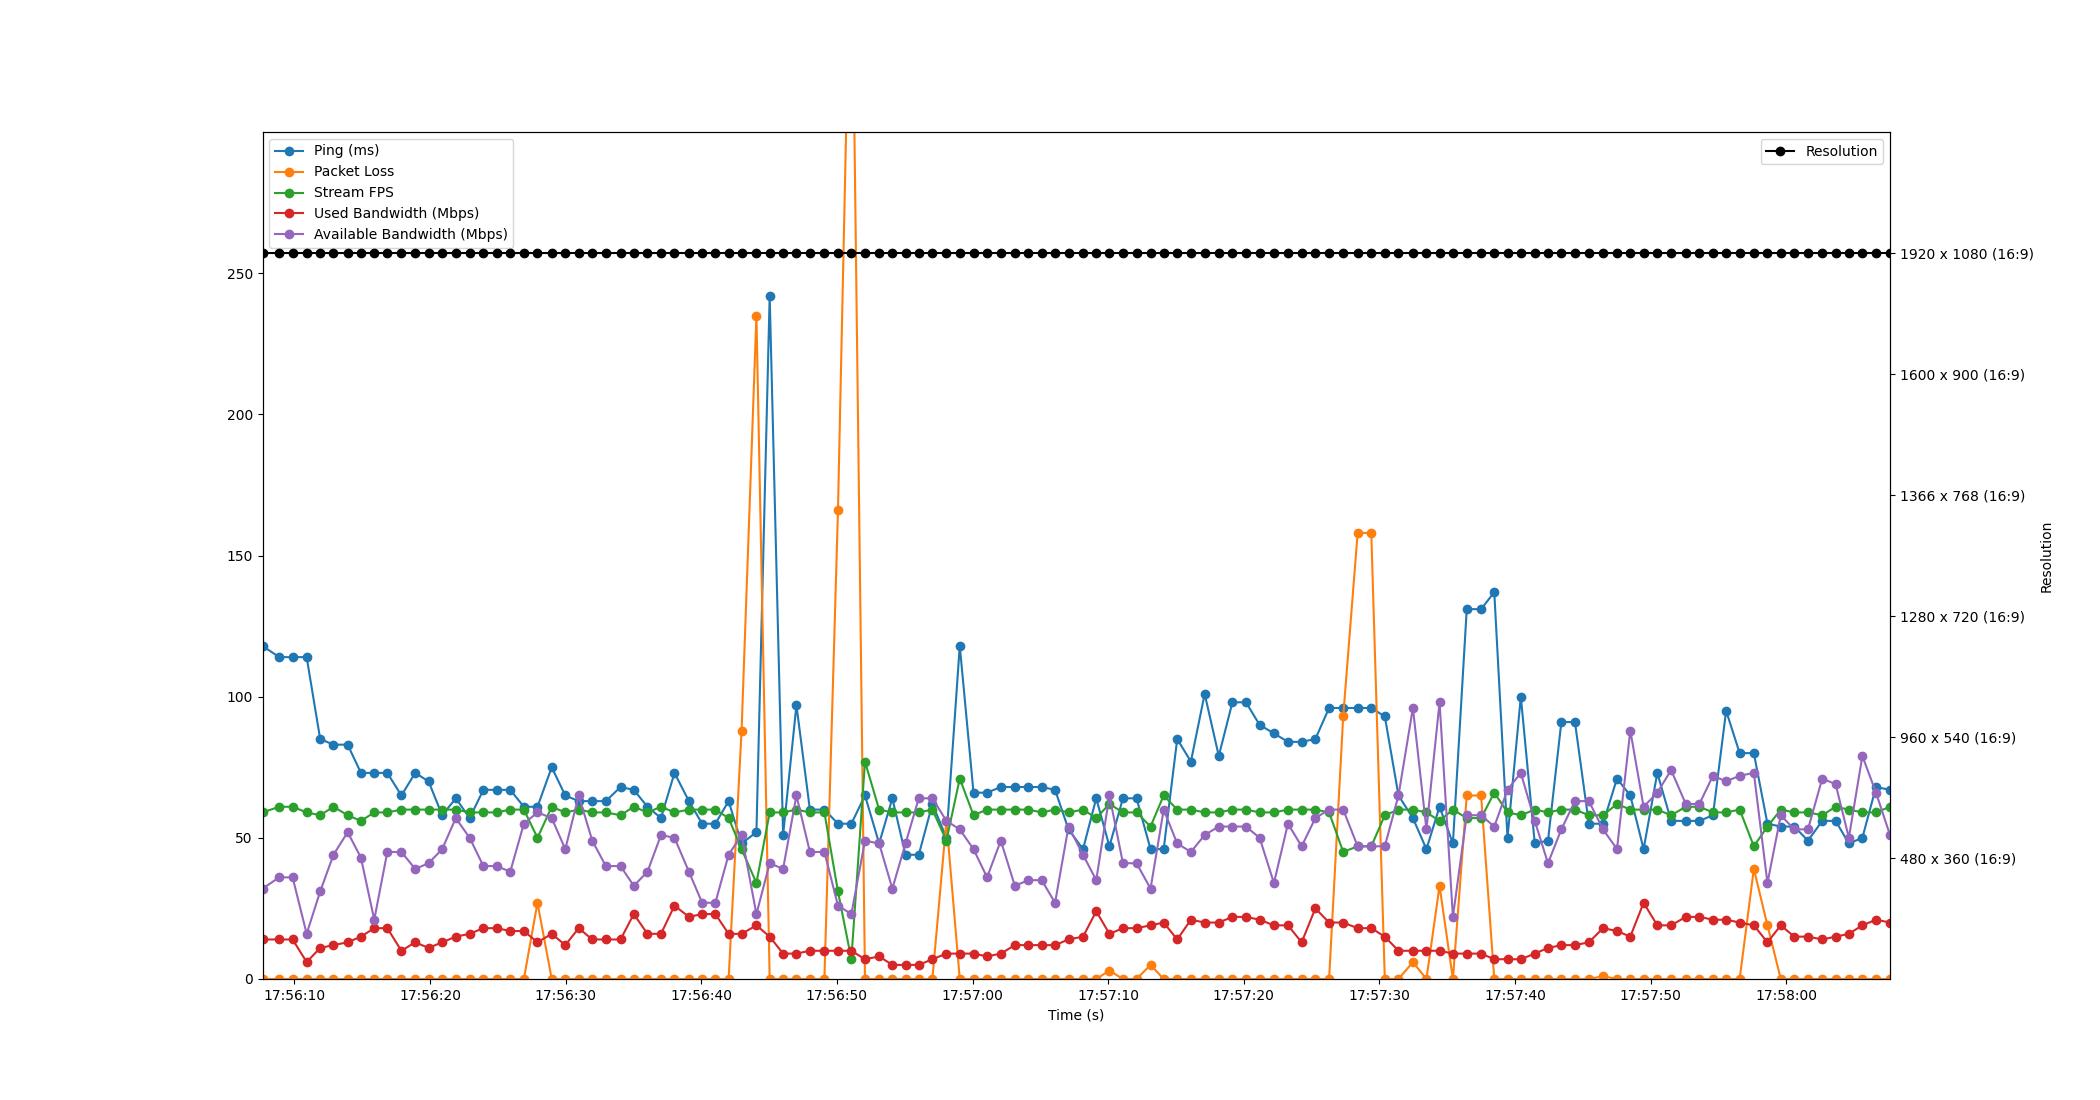 Ping (ms)
Packet Loss
Stream FPS
Used Bandwidth (Mbps)
Available Bandwidth (Mbps)
Resolution
250
200
150
100
50
0
1920 x 1080 (16:9)
1600 x 900 (16:9)
1366 x 768 (16:9)
1280 x 720 (16:9)
960 x 540 (16:9)
480 x 360 (16:9)
Resolution
17:56:10 17:56:20 17:56:30 17:56:40 17:56:50 17:57:00 17:57:10 17:57:20 17:57:30 17:57:40 17:57:50 17:58:00
Time (s)